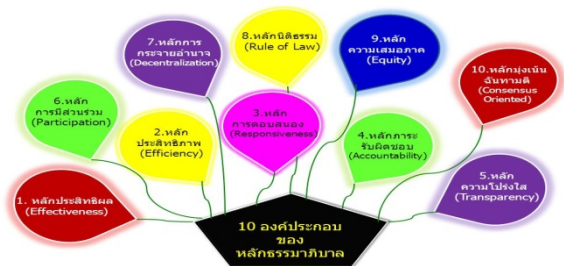 7.หลักการ
กระจายอำนาจ
(Decentralization)
8.หลักนิติธรรม
(Rule of Law)
9.หลัก
ความเสมอภาค
(Equity)
10.หลักมุ่งเน้น
ฉันทามติ
(Consensus
Oriented)
6.หลัก
การมีส่วนร่วม
(Participation)
2.หลัก
ประสิทธิภาพ
(Efficiency)
3.หลัก
การตอบสนอง
(Responsiveness)
4.หลักภาระ
รับผิดชอบ
(Accountability)
1. หลักประสิทธิผล
(Effectiveness)
5.หลัก
ความโปร่งใส
(Transparency)
10 องค์ประกอบ
ของ
หลักธรรมาภิบาล